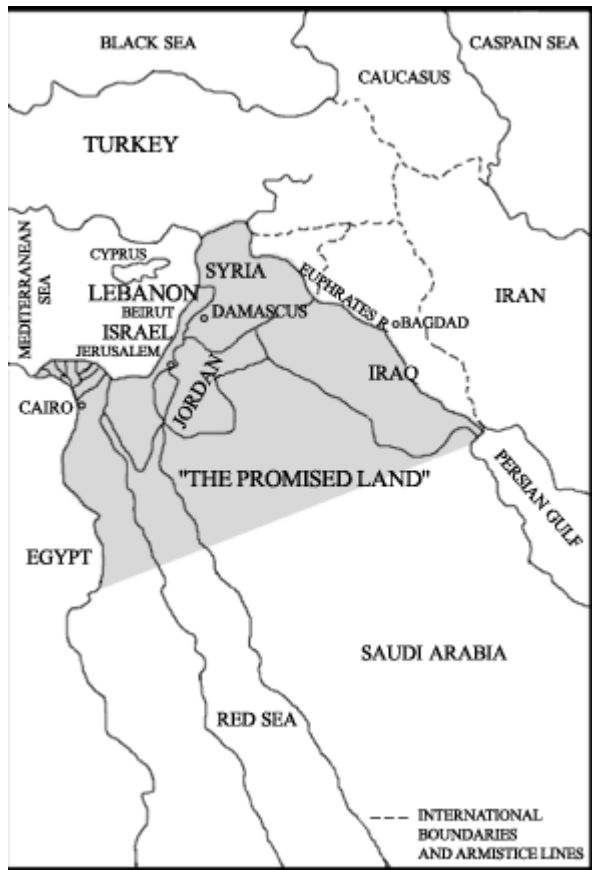 BLACK SEA
CASPAIN SEA
CAUCASUS
TURKEY
MEDITERRANEAN
SEA
CYPRUS
SYRIA
LEBANON
BEIRUT
DAMASCUS
EUPHRATES R
BAGDAD
IRAN
ISRAEL
JERUSALEM
JORDAN
IRAQ
CAIRO
"THE PROMISED LAND"
PERSIAN GULF
EGYPT
SAUDI ARABIA
RED SEA
INTERNATIONAL
BOUNDARIES
AND ARMISTICE LINES